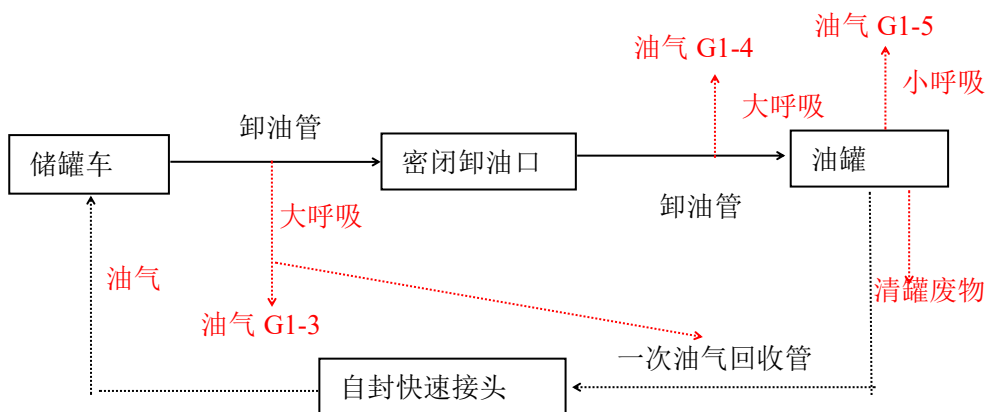 油气 G1-5
油气 G1-4
小呼吸
大呼吸
卸油管
储罐车
密闭卸油口
油罐
卸油管
大呼吸
油气
清罐废物
油气 G1-3
一次油气回收管
自封快速接头